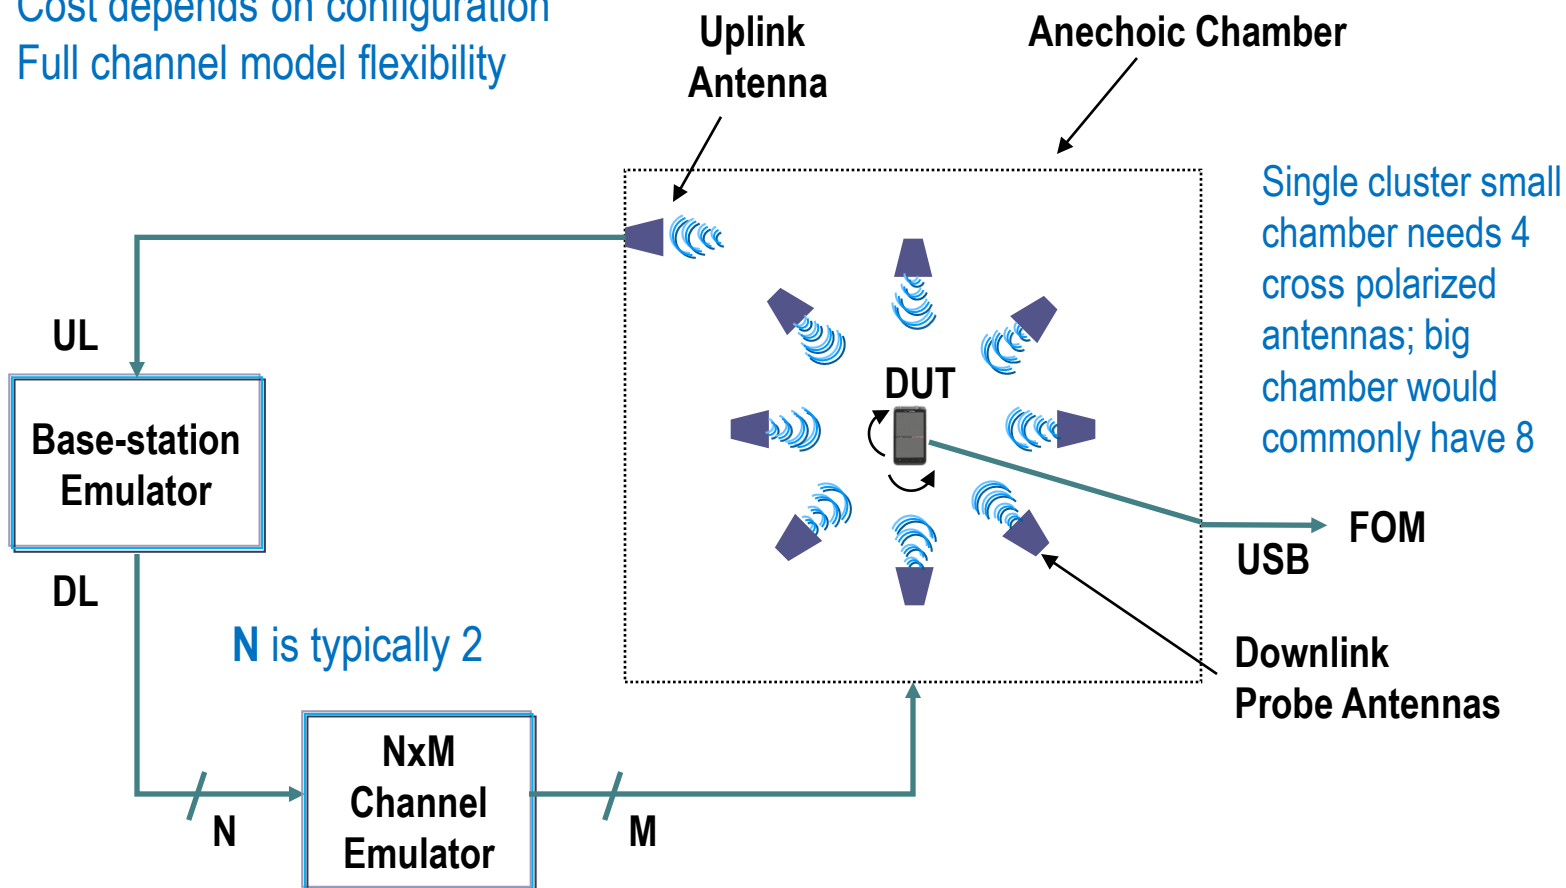 Cost depends on configuration
Full channel model flexibility
Uplink
Antenna
Anechoic Chamber
Single cluster small
chamber needs 4
cross polarized
antennas; big
chamber would
commonly have 8
UL
DUT
Base-station
Emulator
FOM
USB
DL
N is typically 2
Downlink
Probe Antennas
NxM
Channel
Emulator
N
M